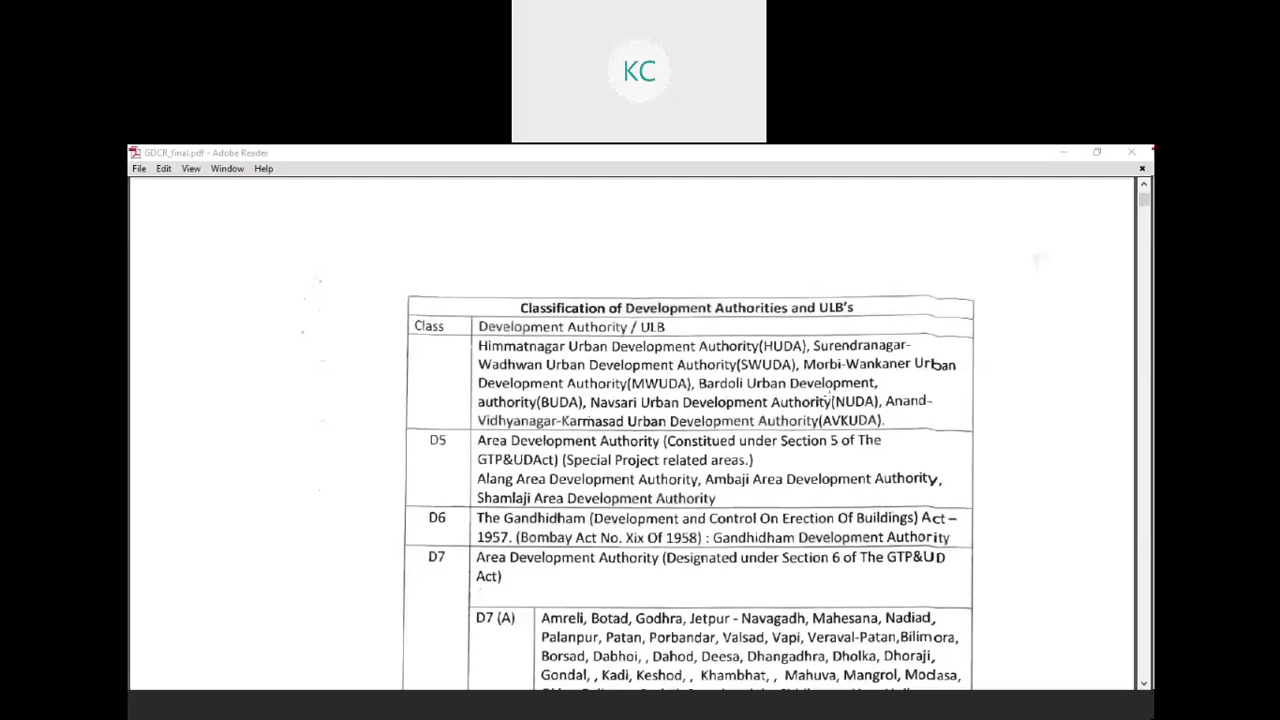 KC
GDCR_final.pdf - Adobe Reader
File Edit View Window Help
Classification of Development Authorities and ULB's
Class Development Authority / ULB
Himmatnagar Urban Development Authority(HUDA), Surendranagar-
Wadhwan Urban Development Authority(SWUDA), Morbi-Wankaner Urban
Development Authority(MWUDA), Bardoli Urban Development,
authority(BUDA), Navsari Urban Development Authority(NUDA), Anand-
Vidhyanagar-Karmasad Urban Development Authority(AVKUDA).
D5 Area Development Authority (Constitued under Section 5 of The
GTP&UDAct) (Special Project related areas.)
Alang Area Development Authority, Ambaji Area Development Authority,
Shamlaji Area Development Authority
D6 The Gandhidham (Development and Control On Erection Of Buildings) Act –
1957. (Bombay Act No. Xix Of 1958) : Gandhidham Development Authority
D7 Area Development Authority (Designated under Section 6 of The GTP&UD
Act)
D7 (A) Amreli, Botad, Godhra, Jetpur - Navagadh, Mahesana, Nadiad,
Palanpur, Patan, Porbandar, Valsad, Vapi, Veraval-Patan,Bilimora,
Borsad, Dabhoi, , Dahod, Deesa, Dhangadhra, Dholka, Dhoraji,
Gondal, , Kadi, Keshod, , Khambhat, , Mahuva, Mangrol, Modasa,